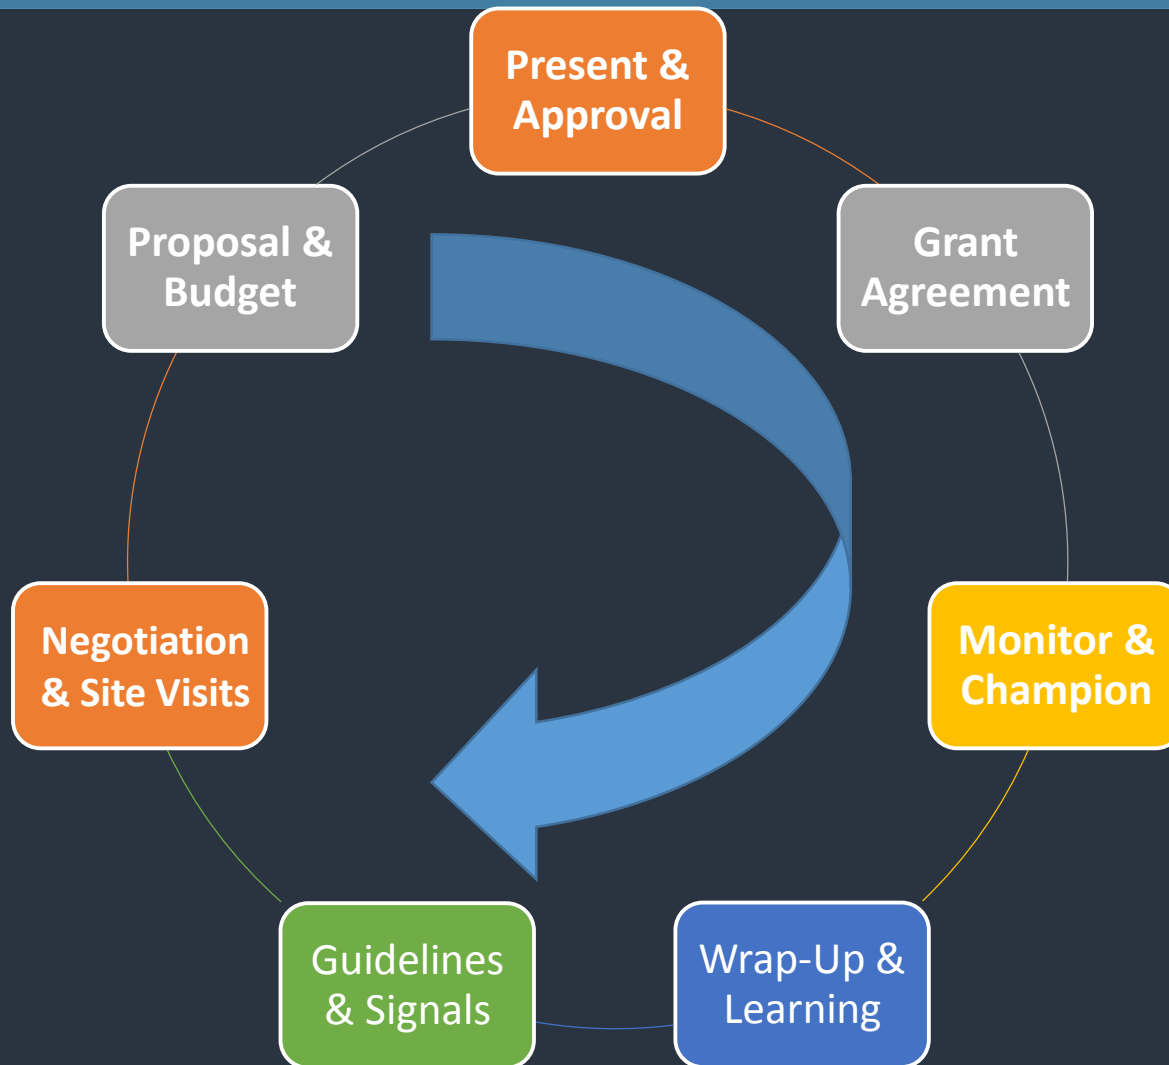 Present &
Approval
Proposal &
Budget
Grant
Agreement
Negotiation
& Site Visits
Monitor &
Champion
Guidelines
& Signals
Wrap-Up &
Learning